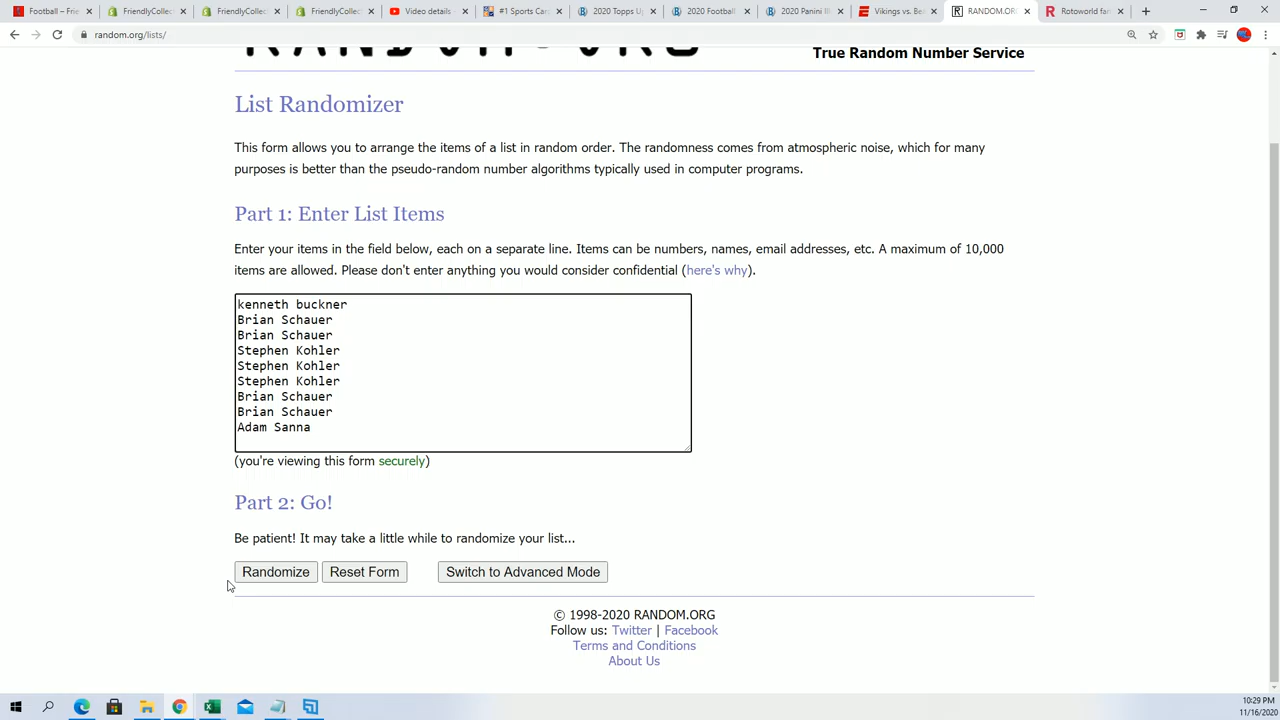 Football – Frie
FriendlyCollec
FriendlyCollec
FriendlyCollec
Video details -
#1 Sports Cars
2020 Topps Up
2020 Football
2020 Panini Ill
Vikings vs. Be
RANDOM.OR
Rotoworld fan
random.org/lists/
RANDOM.ORG
True Random Number Service
List Randomizer
This form allows you to arrange the items of a list in random order. The randomness comes from atmospheric noise, which for many
purposes is better than the pseudo-random number algorithms typically used in computer programs.
Part 1: Enter List Items
Enter your items in the field below, each on a separate line. Items can be numbers, names, email addresses, etc. A maximum of 10,000
items are allowed. Please don't enter anything you would consider confidential (here's why).
kenneth buckner
Brian Schauer
Brian Schauer
Stephen Kohler
Stephen Kohler
Stephen Kohler
Brian Schauer
Brian Schauer
Adam Sanna
(you're viewing this form securely)
Part 2: Go!
Be patient! It may take a little while to randomize your list...
Randomize Reset Form Switch to Advanced Mode
© 1998-2020 RANDOM.ORG
Follow us: Twitter | Facebook
Terms and Conditions
About Us
10:29 PM
11/16/2020